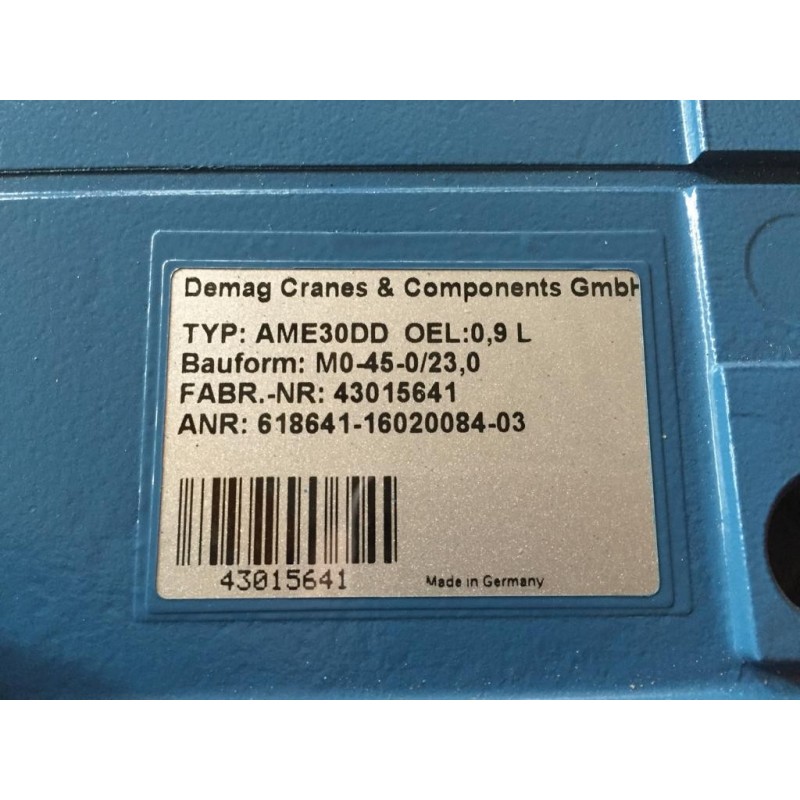 Demag Cranes & Components GmbH
TYP: AME30DD OEL:0,9 L
Bauform: M0-45-0/23,0
FABR.-NR: 43015641
ANR: 618641-16020084-03
43015641
Made in Germany